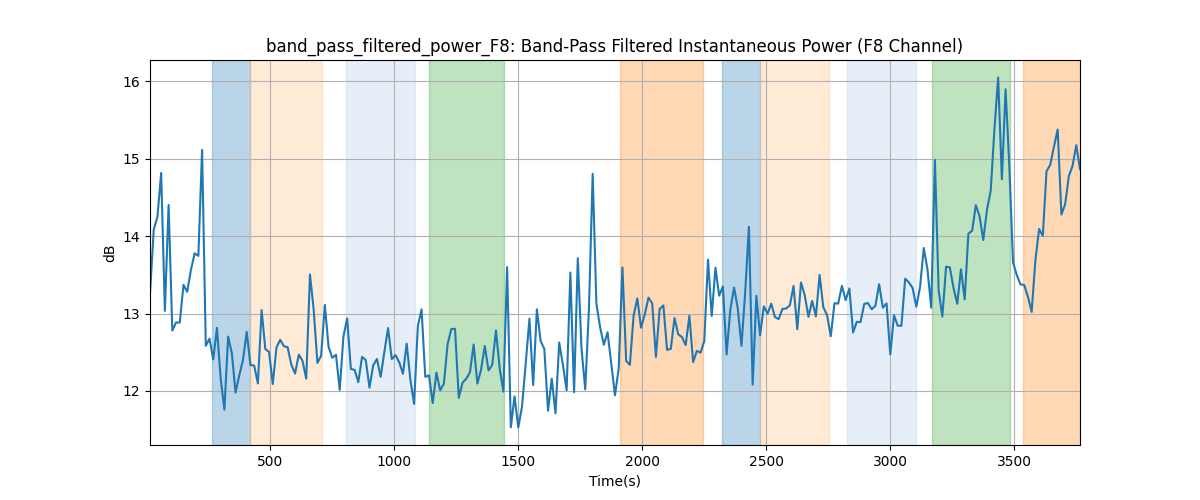 band_pass_filtered_power_F8: Band-Pass Filtered Instantaneous Power (F8 Channel)
16
15
14
13
12
dB
500 1000 1500 2000 2500 3000 3500
Time(s)